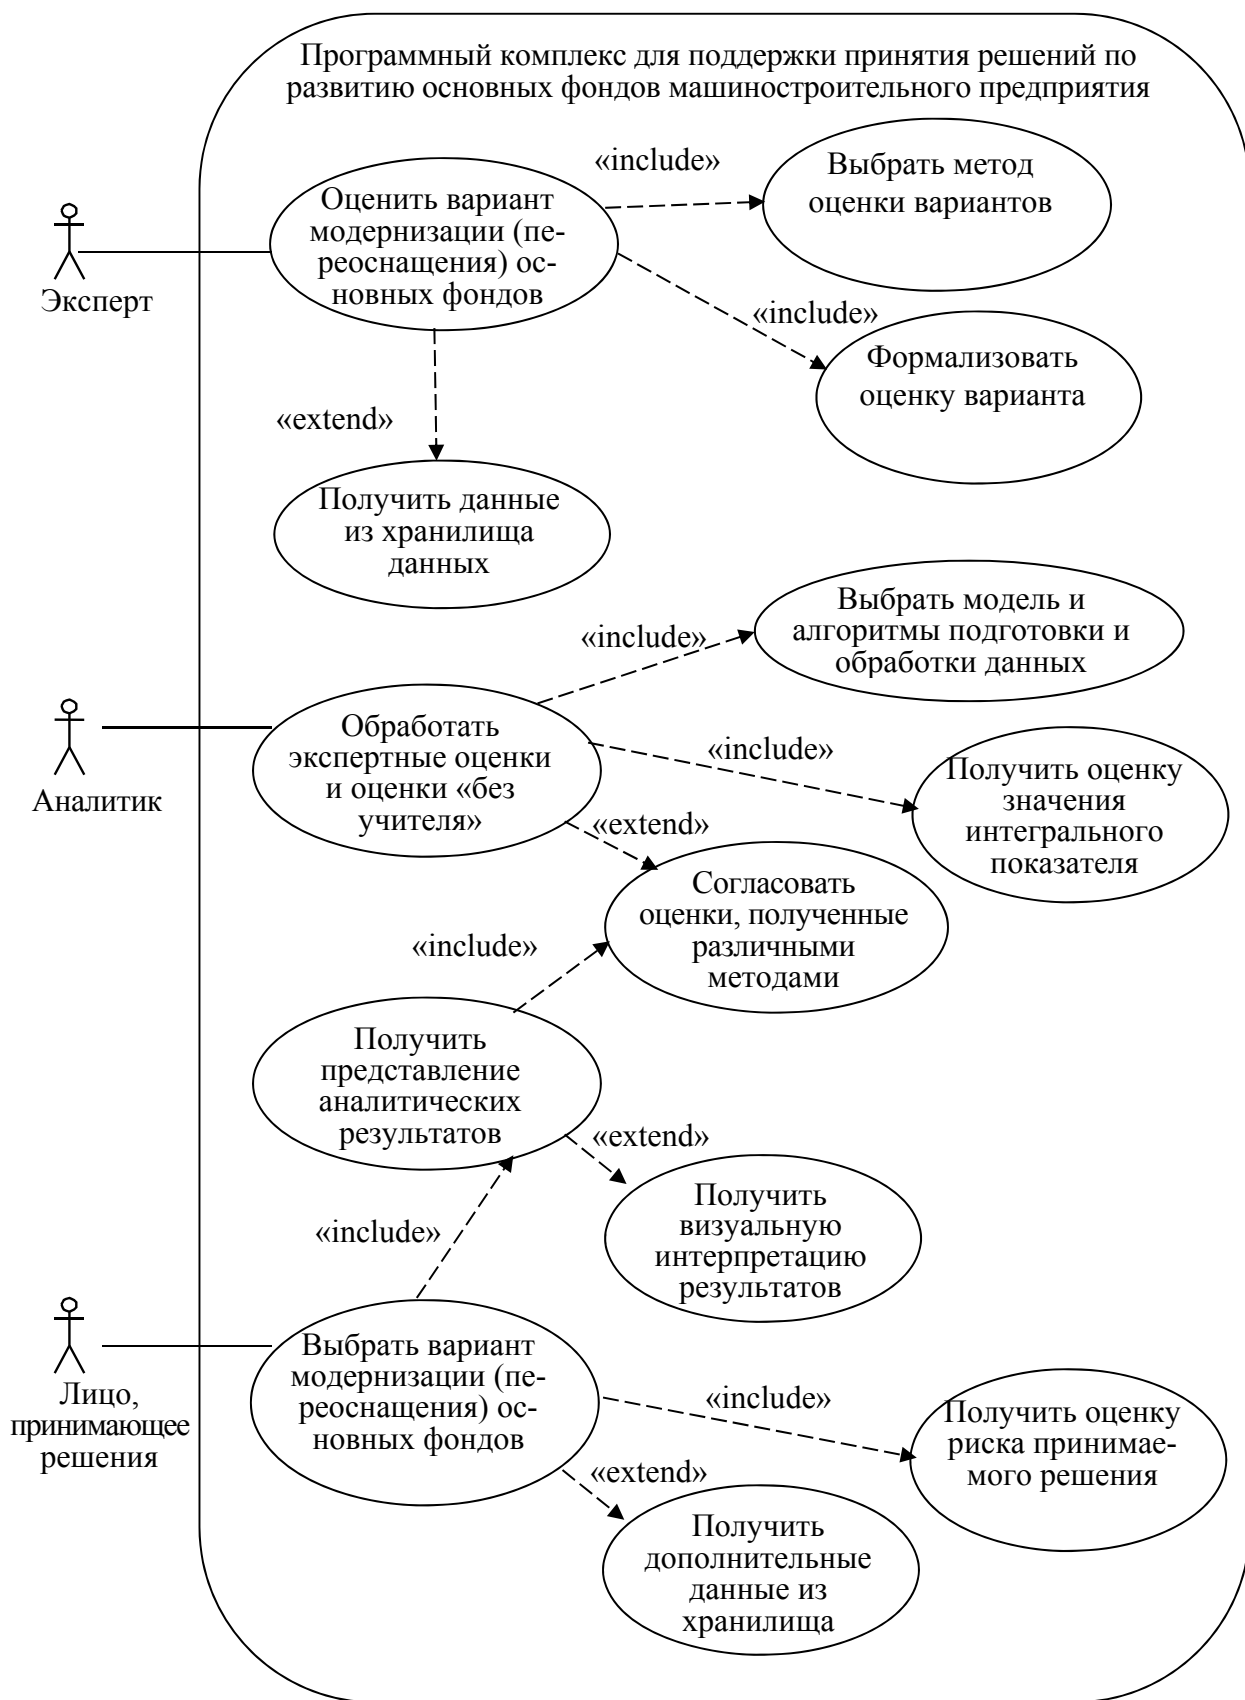 Программный комплекс для поддержки принятия решений по
развитию основных фондов машиностроительного предприятия
«include»
Выбрать метод
оценки вариантов
Оценить вариант
модернизации (пе-
реоснащения) ос-
новных фондов
Эксперт
«include»
Формализовать
оценку варианта
«extend»
Получить данные
из хранилища
данных
Выбрать модель и
алгоритмы подготовки и
обработки данных
«include»
Обработать
экспертные оценки
и оценки «без
учителя»
Аналитик
«include»
Получить оценку
значения
интегрального
показателя
«extend»
Согласовать
оценки, полученные
различными
методами
«include»
Получить
представление
аналитических
результатов
«extend»
Получить
визуальную
интерпретацию
результатов
«include»
Выбрать вариант
модернизации (пе-
реоснащения) ос-
новных фондов
Лицо,
принимающее
решения
«include»
Получить оценку
риска принимае-
мого решения
«extend»
Получить
дополнительные
данные из
хранилища